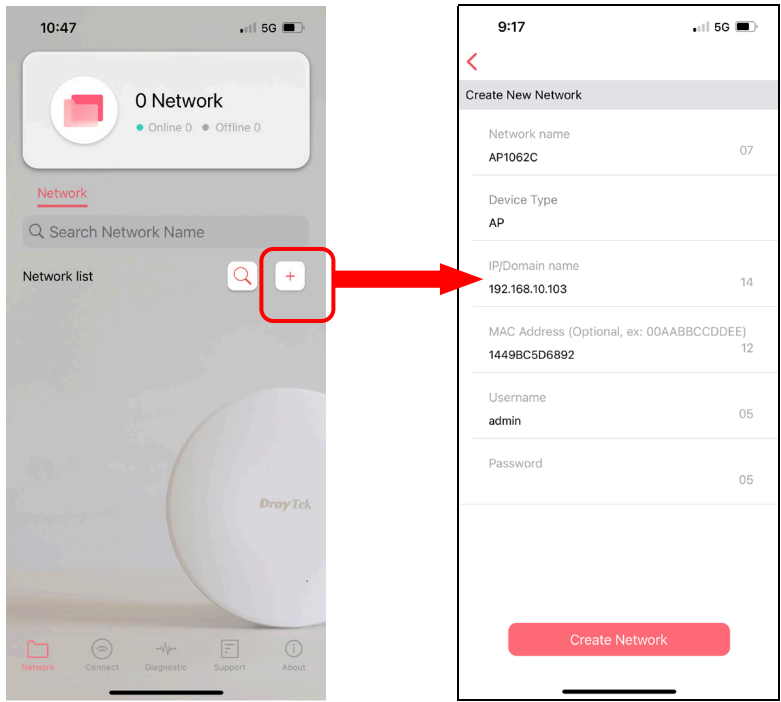 10:47
5G
0 Network
Online 0 Offline 0
Network
Search Network Name
Network list
+
DrayTek
Network Connect Diagnostic Support About
9:17
5G
Create New Network
Network name
AP1062C 07
Device Type
AP
IP/Domain name
192.168.10.103 14
MAC Address (Optional, ex: 00AABBCCDDEE)
1449BC5D6892 12
Username
admin 05
Password
05
Create Network